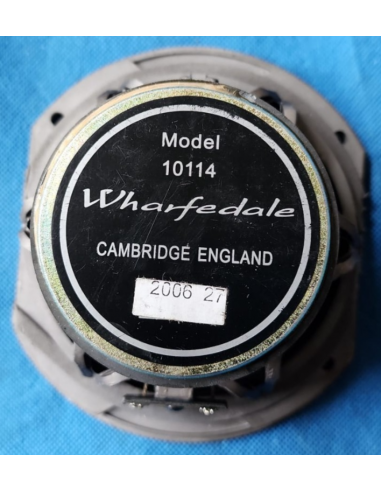 Model
10114
Wharfedale
CAMBRIDGE ENGLAND
2006 27